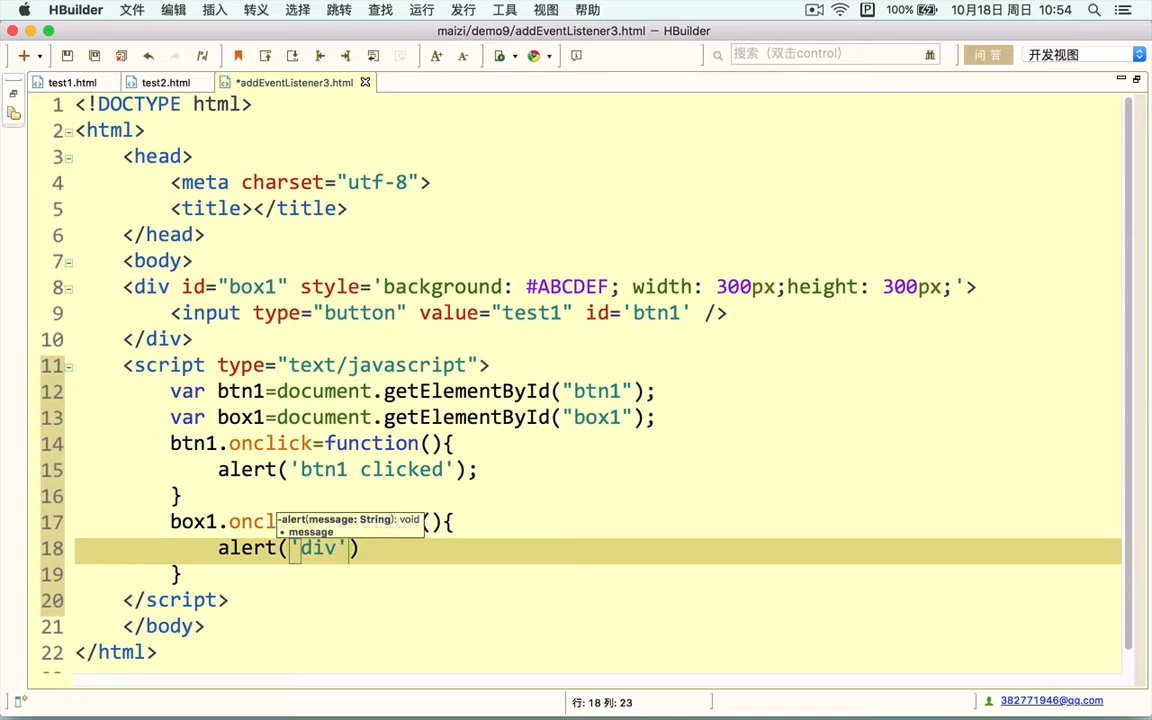 HBuilder 文件 编辑 插入 转义 选择 跳转 查找 运行 发行 工具 视图 帮助 P 100% 10月18日 周日 10:54
maizi/demo9/addEventListener3.html — HBuilder
搜索（双击control） 问 答 开发视图
test1.html test2.html *addEventListener3.html
1 <!DOCTYPE html>
2 <html>
3 <head>
4 <meta charset="utf-8">
5 <title></title>
6 </head>
7 <body>
8 <div id="box1" style='background: #ABCDEF; width: 300px;height: 300px;'>
9 <input type="button" value="test1" id='btn1' />
10 </div>
11 <script type="text/javascript">
12 var btn1=document.getElementById("btn1");
13 var box1=document.getElementById("box1");
14 btn1.onclick=function(){
15 alert('btn1 clicked');
16 }
17 box1.oncl (){
-alert(message: String): void
• message
18 alert('div')
19 }
20 </script>
21 </body>
22 </html>
行: 18 列: 23 382771946@qq.com